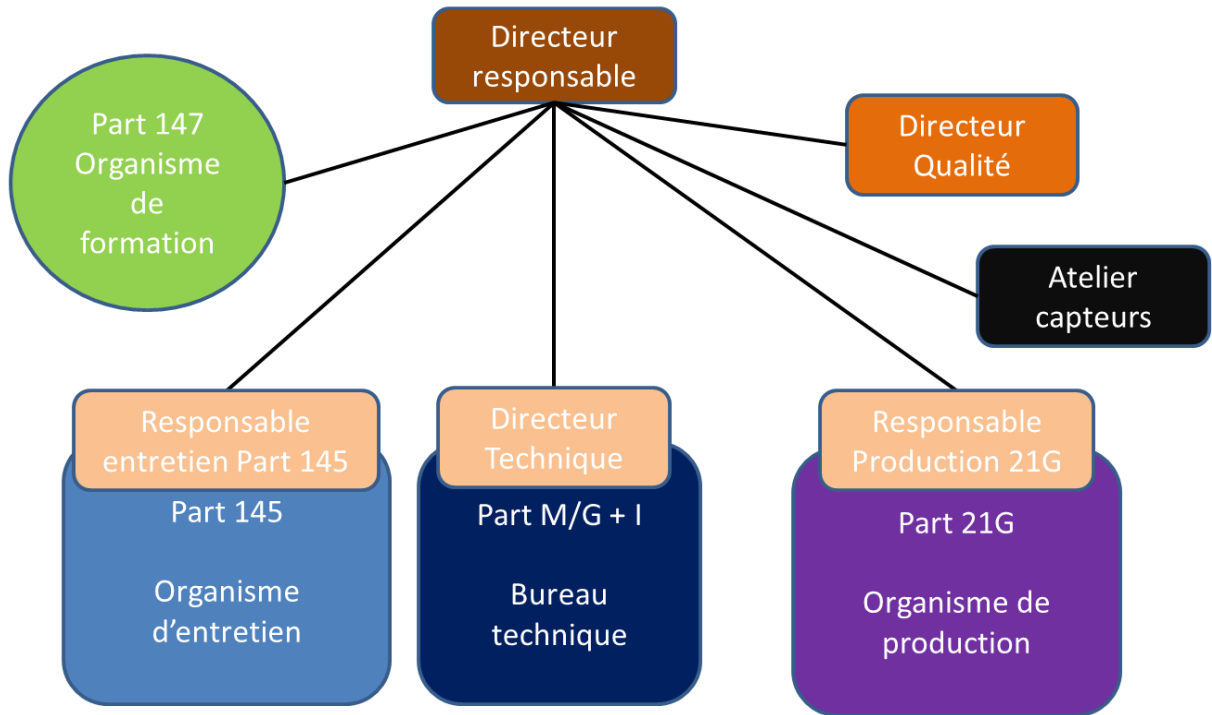 Directeur
responsable
Part 147
Organisme
de
formation
Directeur
Qualité
Atelier
capteurs
Responsable
entretien Part 145
Part 145
Organisme
d’entretien
Directeur
Technique
Part M/G + I
Bureau
technique
Responsable
Production 21G
Part 21G
Organisme de
production